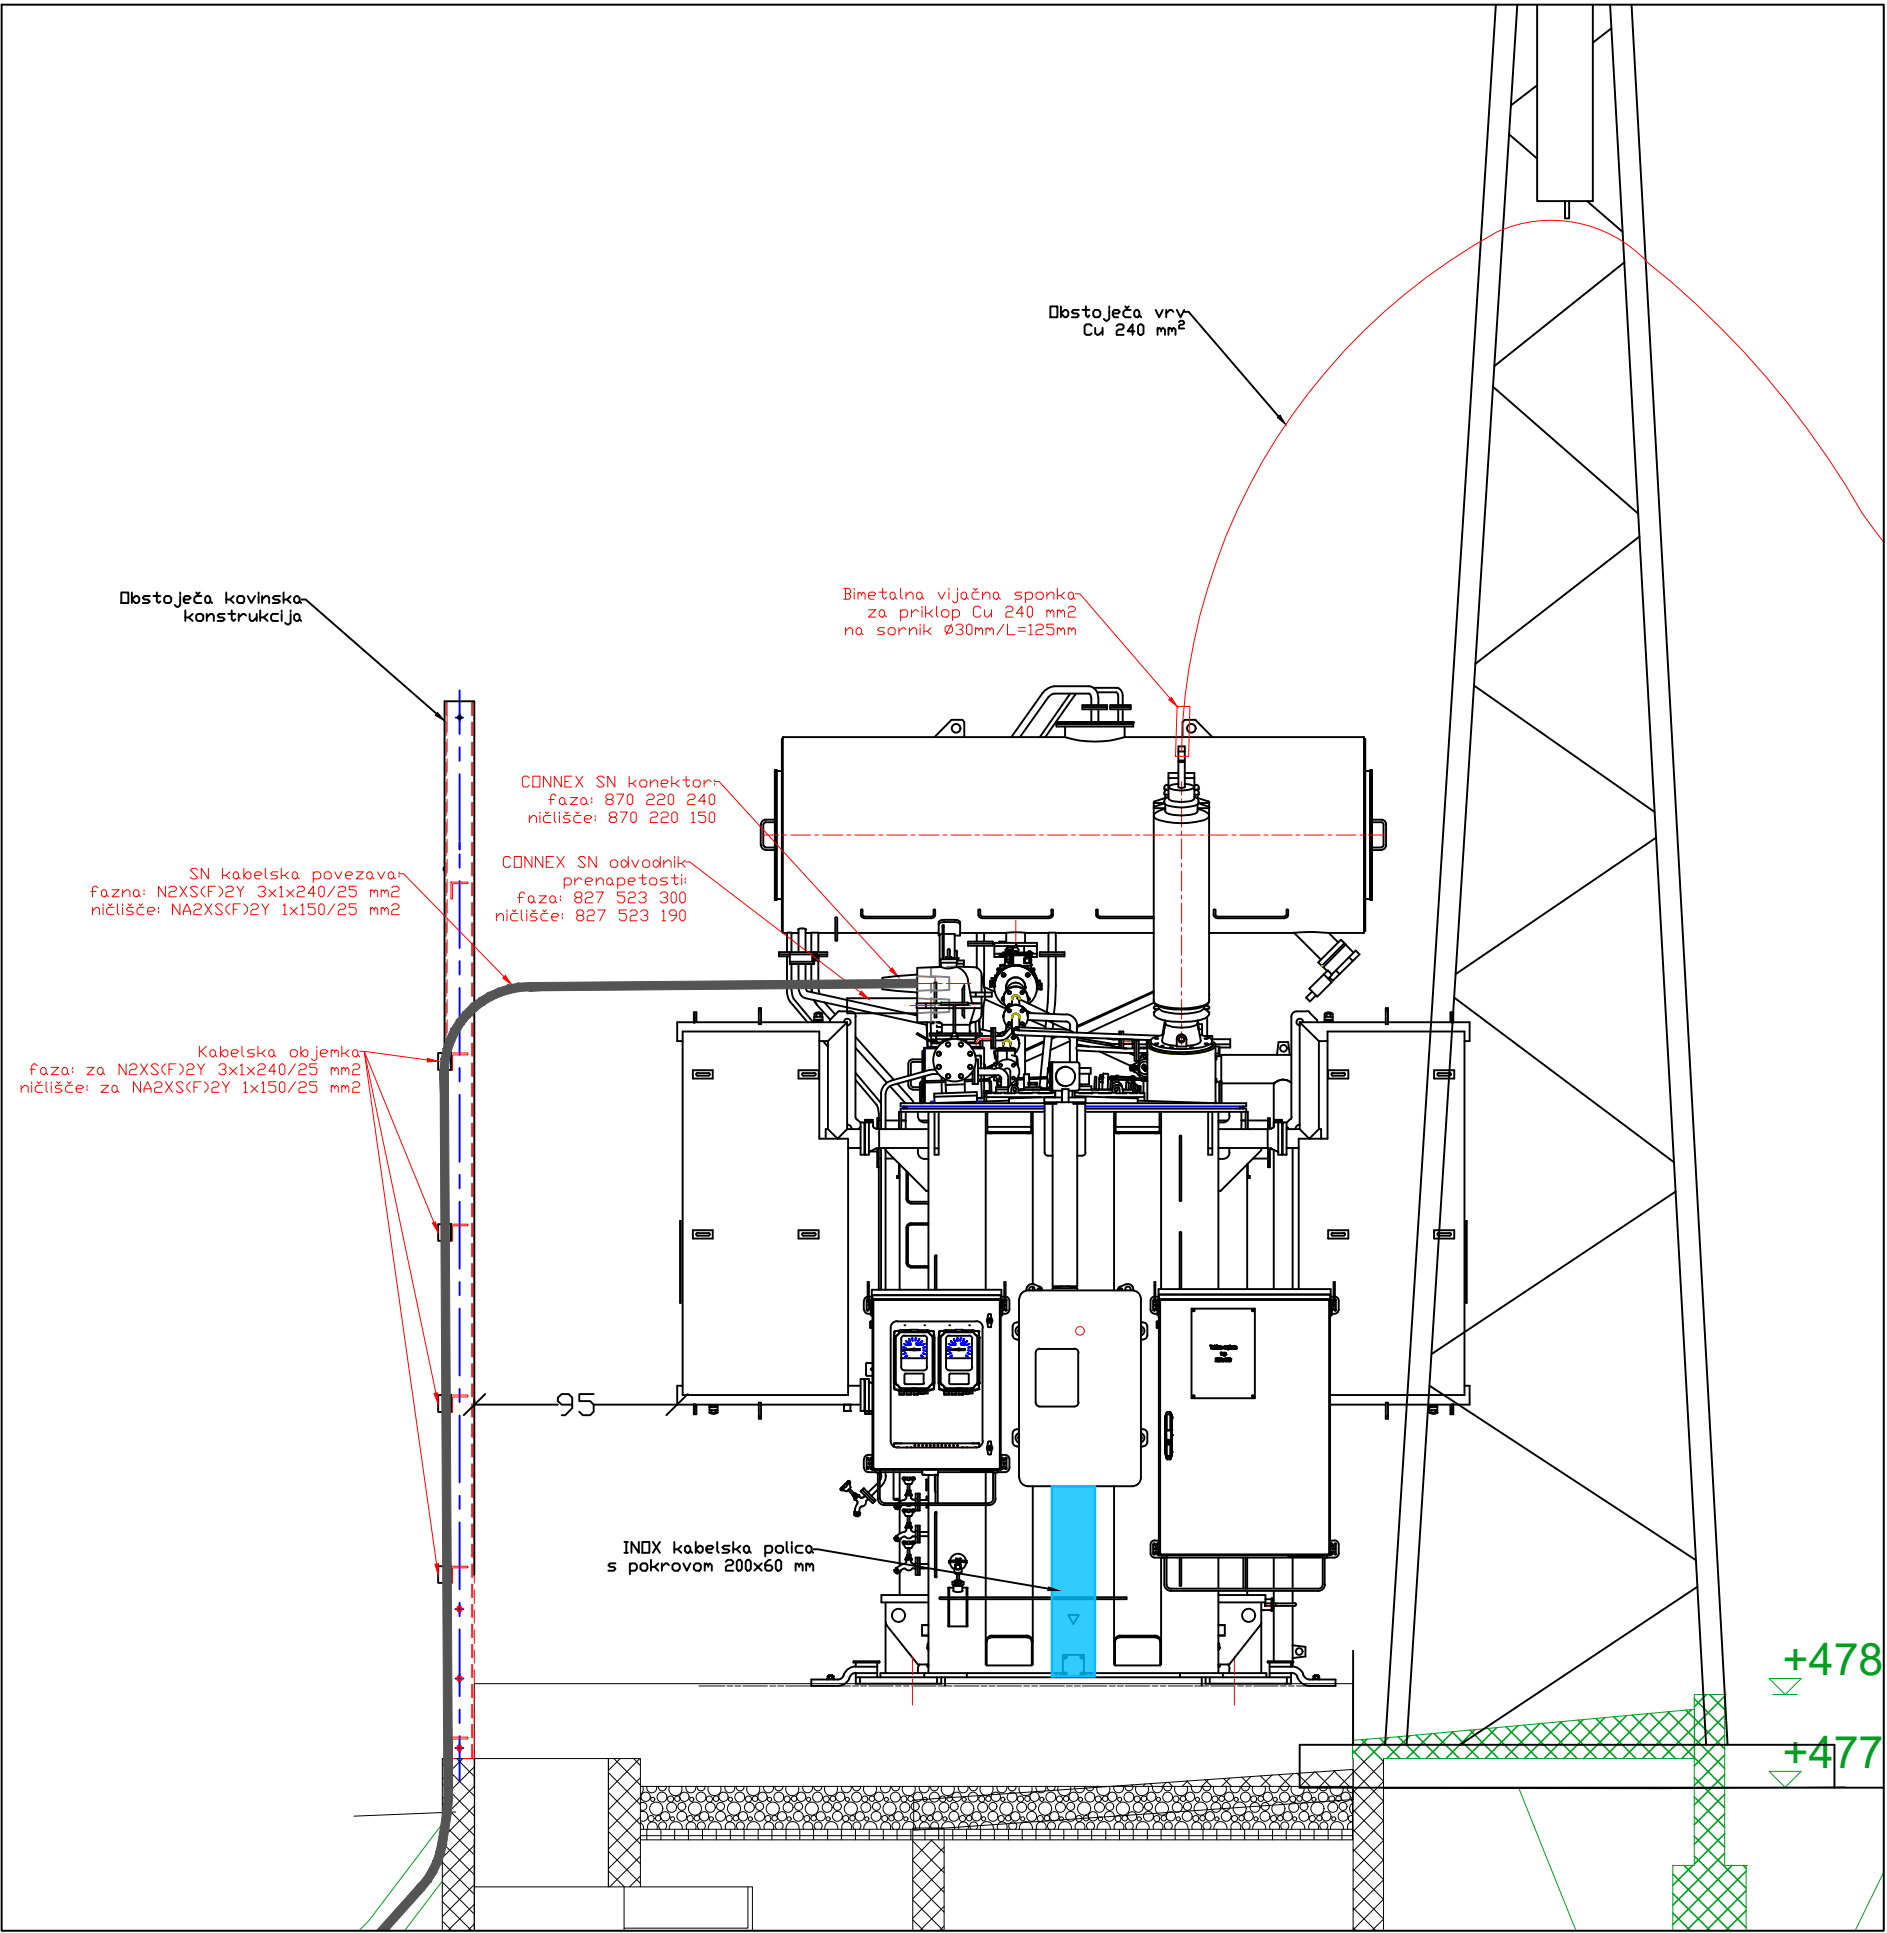 Obstoječa vrv
Cu 240 mm²
Obstoječa kovinska
konstrukcija
Bimetalna vijačna sponka
za priklop Cu 240 mm2
na sornik Ø30mm/L=125mm
CONNEX SN konektor:
faza: 870 220 240
ničlišče: 870 220 150
CONNEX SN odvodnik
prenapetosti:
faza: 827 523 300
ničlišče: 827 523 190
SN kabelska povezava:
fazna: N2XS(F)2Y 3x1x240/25 mm2
ničlišče: NA2XS(F)2Y 1x150/25 mm2
Kabelska objemka
faza: za N2XS(F)2Y 3x1x240/25 mm2
ničlišče: za NA2XS(F)2Y 1x150/25 mm2
95
INOX kabelska polica
s pokrovom 200x60 mm
+478
+477